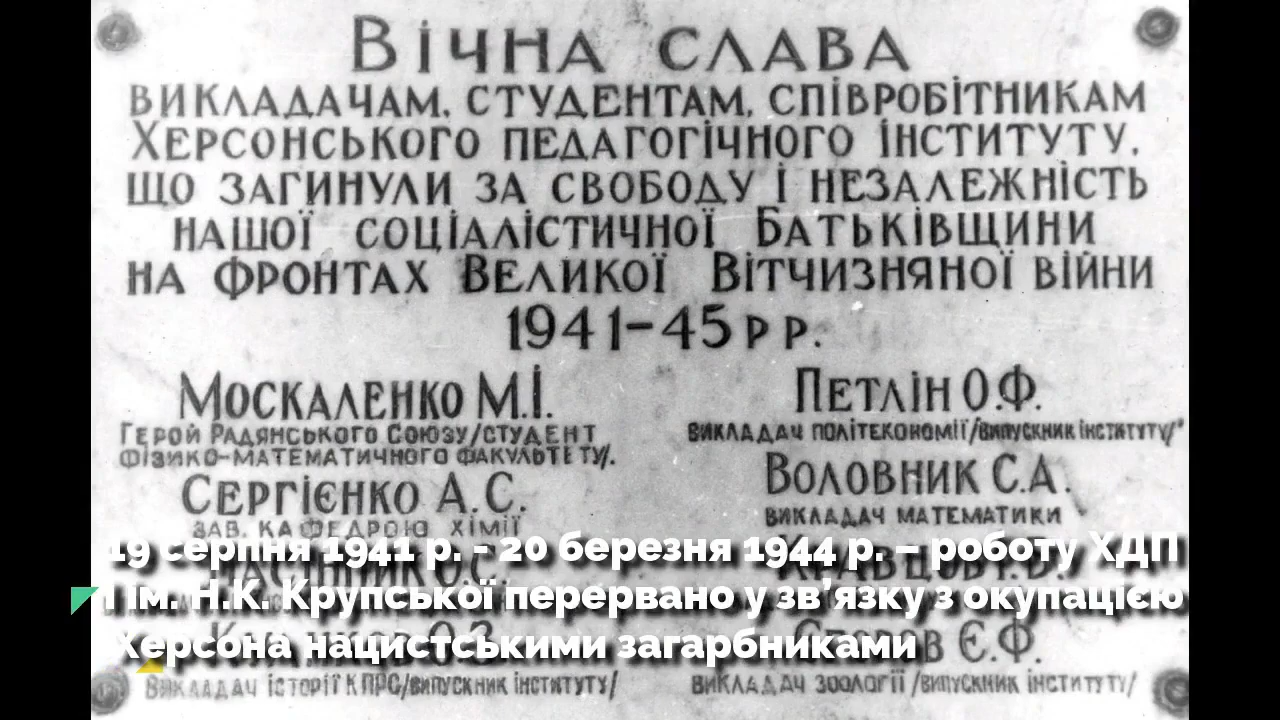 ВІЧНА СЛАВА
ВИКЛАДАЧАМ, СТУДЕНТАМ, СПІВРОБІТНИКАМ
ХЕРСОНСЬКОГО ПЕДАГОГІЧНОГО ІНСТИТУТУ,
ЩО ЗАГИНУЛИ ЗА СВОБОДУ І НЕЗАЛЕЖНІСТЬ
НАШОЇ СОЦІАЛІСТИЧНОЇ БАТЬКІВЩИНИ
НА ФРОНТАХ ВЕЛИКОЇ ВІТЧИЗНЯНОЇ ВІЙНИ
1941-45 Р Р.
МОСКАЛЕНКО М.І.
ГЕРОЙ РАДЯНСЬКОГО СОЮЗУ/СТУДЕНТ
ФІЗИКО-МАТЕМАТИЧНОГО ФАКУЛЬТЕТУ/.
СЕРГІЄНКО А.С.
ЗАВ. КАФЕДРОЮ ХІМІЇ
ВИКЛАДАЧ ІСТОРІЇ КПРС/ВИПУСКНИК ІНСТИТУТУ/
ПЕТЛІН О.Ф.
ВИКЛАДАЧ ПОЛІТЕКОНОМІЇ/ВИПУСКНИК ІНСТИТУТУ/
ВОЛОВНИК С.А.
ВИКЛАДАЧ МАТЕМАТИКИ
Є.Ф.
ВИКЛАДАЧ ЗООЛОГІЇ /ВИПУСКНИК ІНСТИТУТУ/
19 серпня 1941 р. - 20 березня 1944 р. – роботу ХДП
І ім. Н.К. Крупської перервано у зв’язку з окупацією
Херсона нацистськими загарбниками